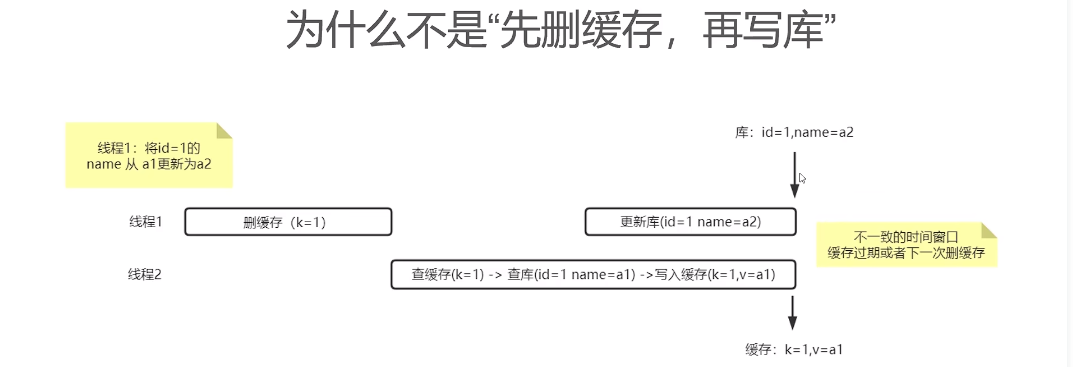 为什么不是“先删缓存，再写库”
库：id=1,name=a2
线程1：将id=1的
name 从 a1更新为a2
线程1
删缓存（k=1）
更新库(id=1 name=a2)
不一致的时间窗口
缓存过期或者下一次删缓存
线程2
查缓存(k=1) -> 查库(id=1 name=a1) ->写入缓存(k=1,v=a1)
缓存：k=1,v=a1